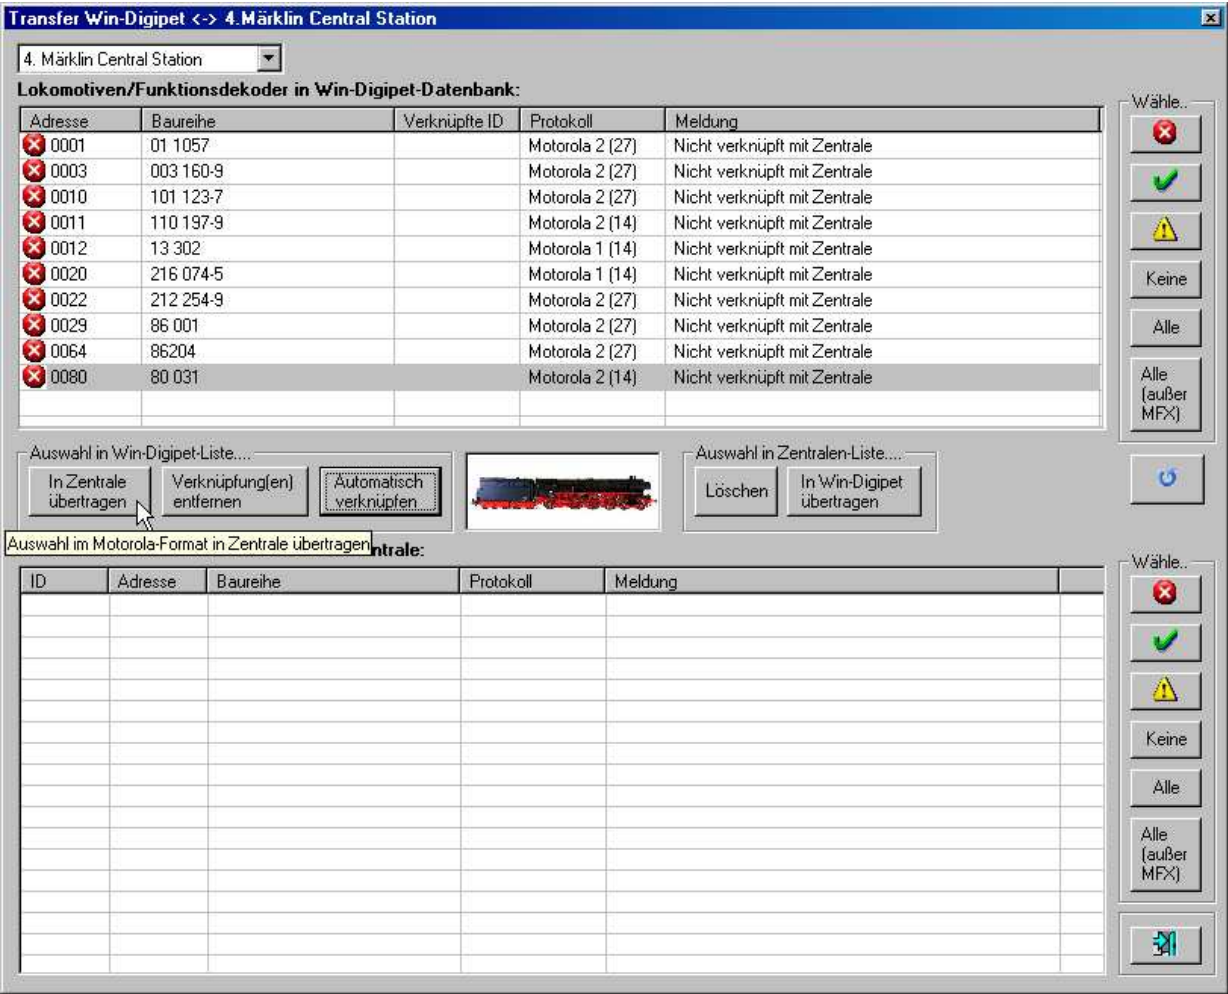 Transfer Win-Digipet <-> 4.Märklin Central Station
4. Märklin Central Station
Lokomotiven/Funktionsdekoder in Win-Digipet-Datenbank:
Adresse Baureihe Verknüpfte ID Protokoll Meldung
0001 01 1057 Motorola 2 (27) Nicht verknüpft mit Zentrale
0003 003 160-9 Motorola 2 (27) Nicht verknüpft mit Zentrale
0010 101 123-7 Motorola 2 (27) Nicht verknüpft mit Zentrale
0011 110 197-9 Motorola 2 (14) Nicht verknüpft mit Zentrale
0012 13 302 Motorola 1 (14) Nicht verknüpft mit Zentrale
0020 216 074-5 Motorola 1 (14) Nicht verknüpft mit Zentrale
0022 212 254-9 Motorola 2 (27) Nicht verknüpft mit Zentrale
0029 86 001 Motorola 2 (27) Nicht verknüpft mit Zentrale
0064 86204 Motorola 2 (27) Nicht verknüpft mit Zentrale
0080 80 031 Motorola 2 (14) Nicht verknüpft mit Zentrale
Wähle..
Keine
Alle
Alle
(außer
MFX)
Auswahl in Win-Digipet-Liste....
In Zentrale
übertragen
Verknüpfung(en)
entfernen
Automatisch
verknüpfen
Auswahl in Zentralen-Liste....
Löschen
In Win-Digipet
übertragen
Auswahl im Motorola-Format in Zentrale übertragen
ntrale:
ID Adresse Baureihe Protokoll Meldung
Wähle..
Keine
Alle
Alle
(außer
MFX)